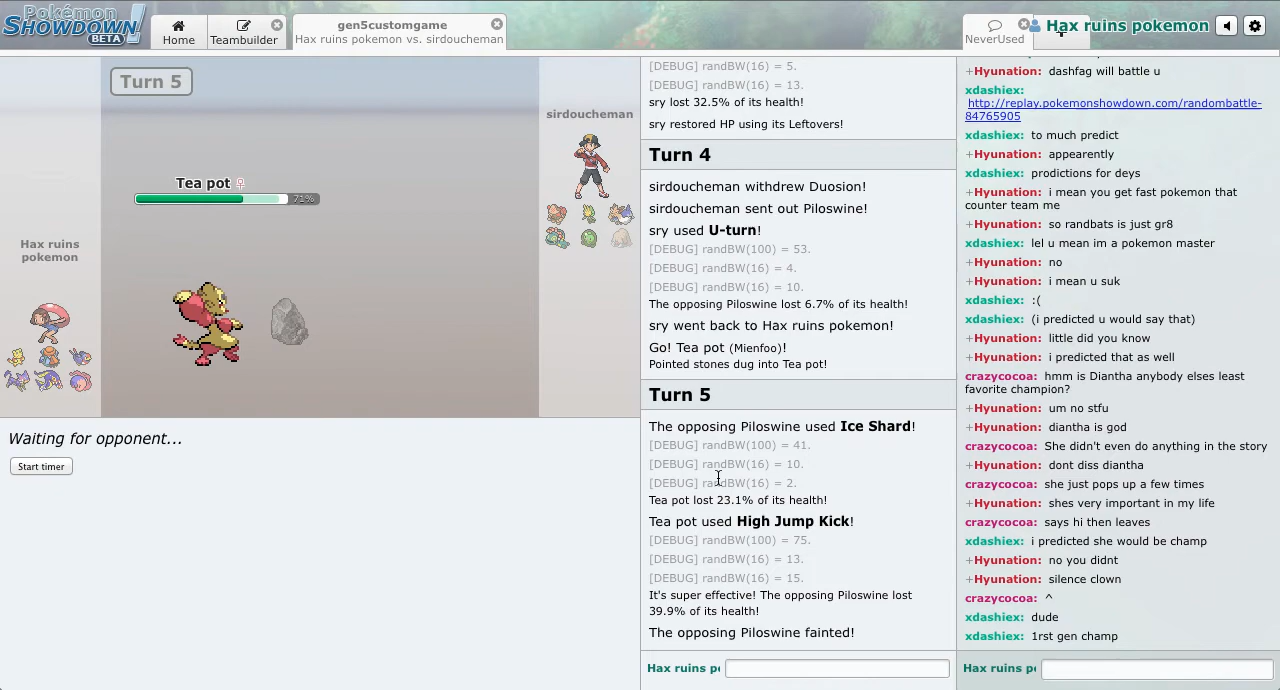 Pokémon
SHOWDOWN!
BETA
Home
Teambuilder
gen5customgame
Hax ruins pokemon vs. sirdoucheman
NeverUsed
Hax ruins pokemon
Turn 5
sirdoucheman
Tea pot ♀
71%
Hax ruins
pokemon
Waiting for opponent...
Start timer
[DEBUG] randBW(16) = 5.
[DEBUG] randBW(16) = 13.
sry lost 32.5% of its health!
sry restored HP using its Leftovers!
Turn 4
sirdoucheman withdrew Duosion!
sirdoucheman sent out Piloswine!
sry used U-turn!
[DEBUG] randBW(100) = 53.
[DEBUG] randBW(16) = 4.
[DEBUG] randBW(16) = 10.
The opposing Piloswine lost 6.7% of its health!
sry went back to Hax ruins pokemon!
Go! Tea pot (Mienfoo)!
Pointed stones dug into Tea pot!
Turn 5
The opposing Piloswine used Ice Shard!
[DEBUG] randBW(100) = 41.
[DEBUG] randBW(16) = 10.
[DEBUG] randBW(16) = 2.
Tea pot lost 23.1% of its health!
Tea pot used High Jump Kick!
[DEBUG] randBW(100) = 75.
[DEBUG] randBW(16) = 13.
[DEBUG] randBW(16) = 15.
It's super effective! The opposing Piloswine lost
39.9% of its health!
The opposing Piloswine fainted!
Hax ruins p
+Hyunation: dashfag will battle u
xdashiex:
http://replay.pokemonshowdown.com/randombattle-
84765905
xdashiex: to much predict
+Hyunation: appearently
xdashiex: prodictions for deys
+Hyunation: i mean you get fast pokemon that
counter team me
+Hyunation: so randbats is just gr8
xdashiex: lel u mean im a pokemon master
+Hyunation: no
+Hyunation: i mean u suk
xdashiex: :(
xdashiex: (i predicted u would say that)
+Hyunation: little did you know
+Hyunation: i predicted that as well
crazycocoa: hmm is Diantha anybody elses least
favorite champion?
+Hyunation: um no stfu
+Hyunation: diantha is god
crazycocoa: She didn't even do anything in the story
+Hyunation: dont diss diantha
crazycocoa: she just pops up a few times
+Hyunation: shes very important in my life
crazycocoa: says hi then leaves
xdashiex: i predicted she would be champ
+Hyunation: no you didnt
+Hyunation: silence clown
crazycocoa: ^
xdashiex: dude
xdashiex: 1rst gen champ
Hax ruins p